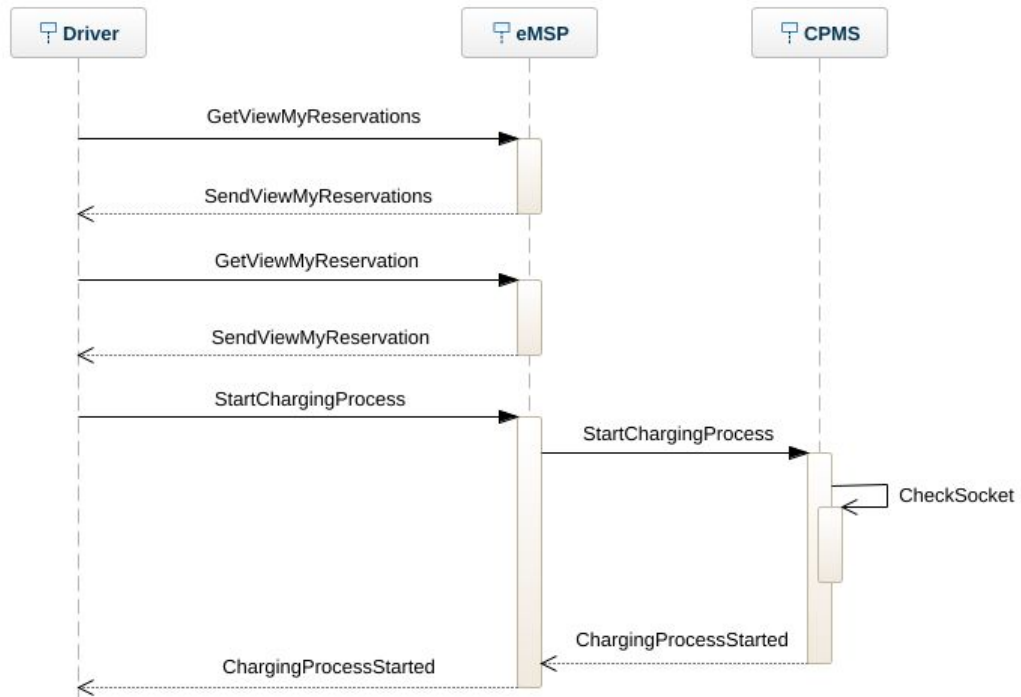 Driver
eMSP
CPMS
GetViewMyReservations
SendViewMyReservations
GetViewMyReservation
SendViewMyReservation
StartChargingProcess
StartChargingProcess
CheckSocket
ChargingProcessStarted
ChargingProcessStarted